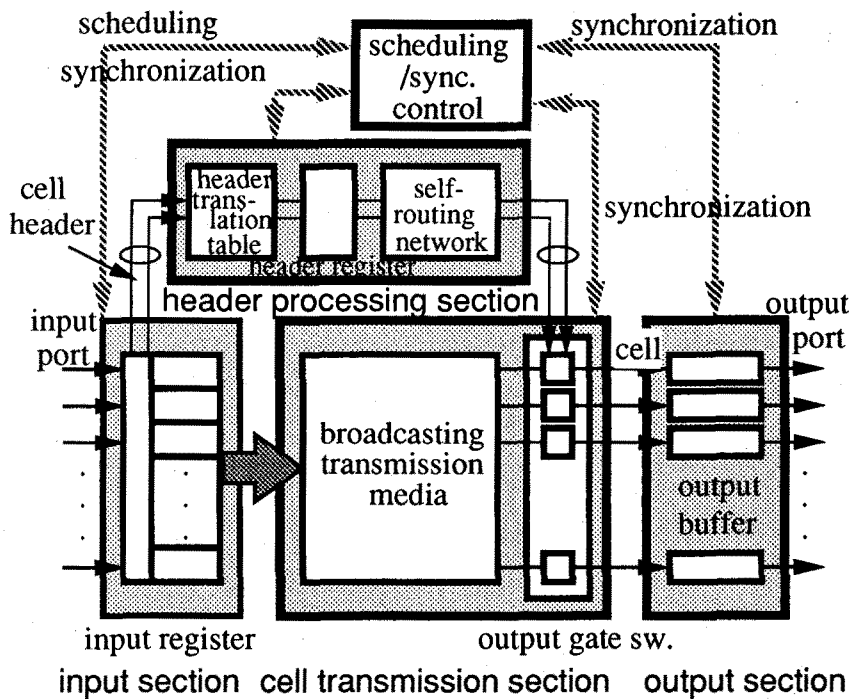 scheduling
synchronization
scheduling
/sync.
control
synchronization
cell
header
header
trans-
lation
table
self-
routing
network
header register
synchronization
header processing section
input
port
output
port
cell
broadcasting
transmission
media
output
buffer
input register
output gate sw.
input section
cell transmission section
output section